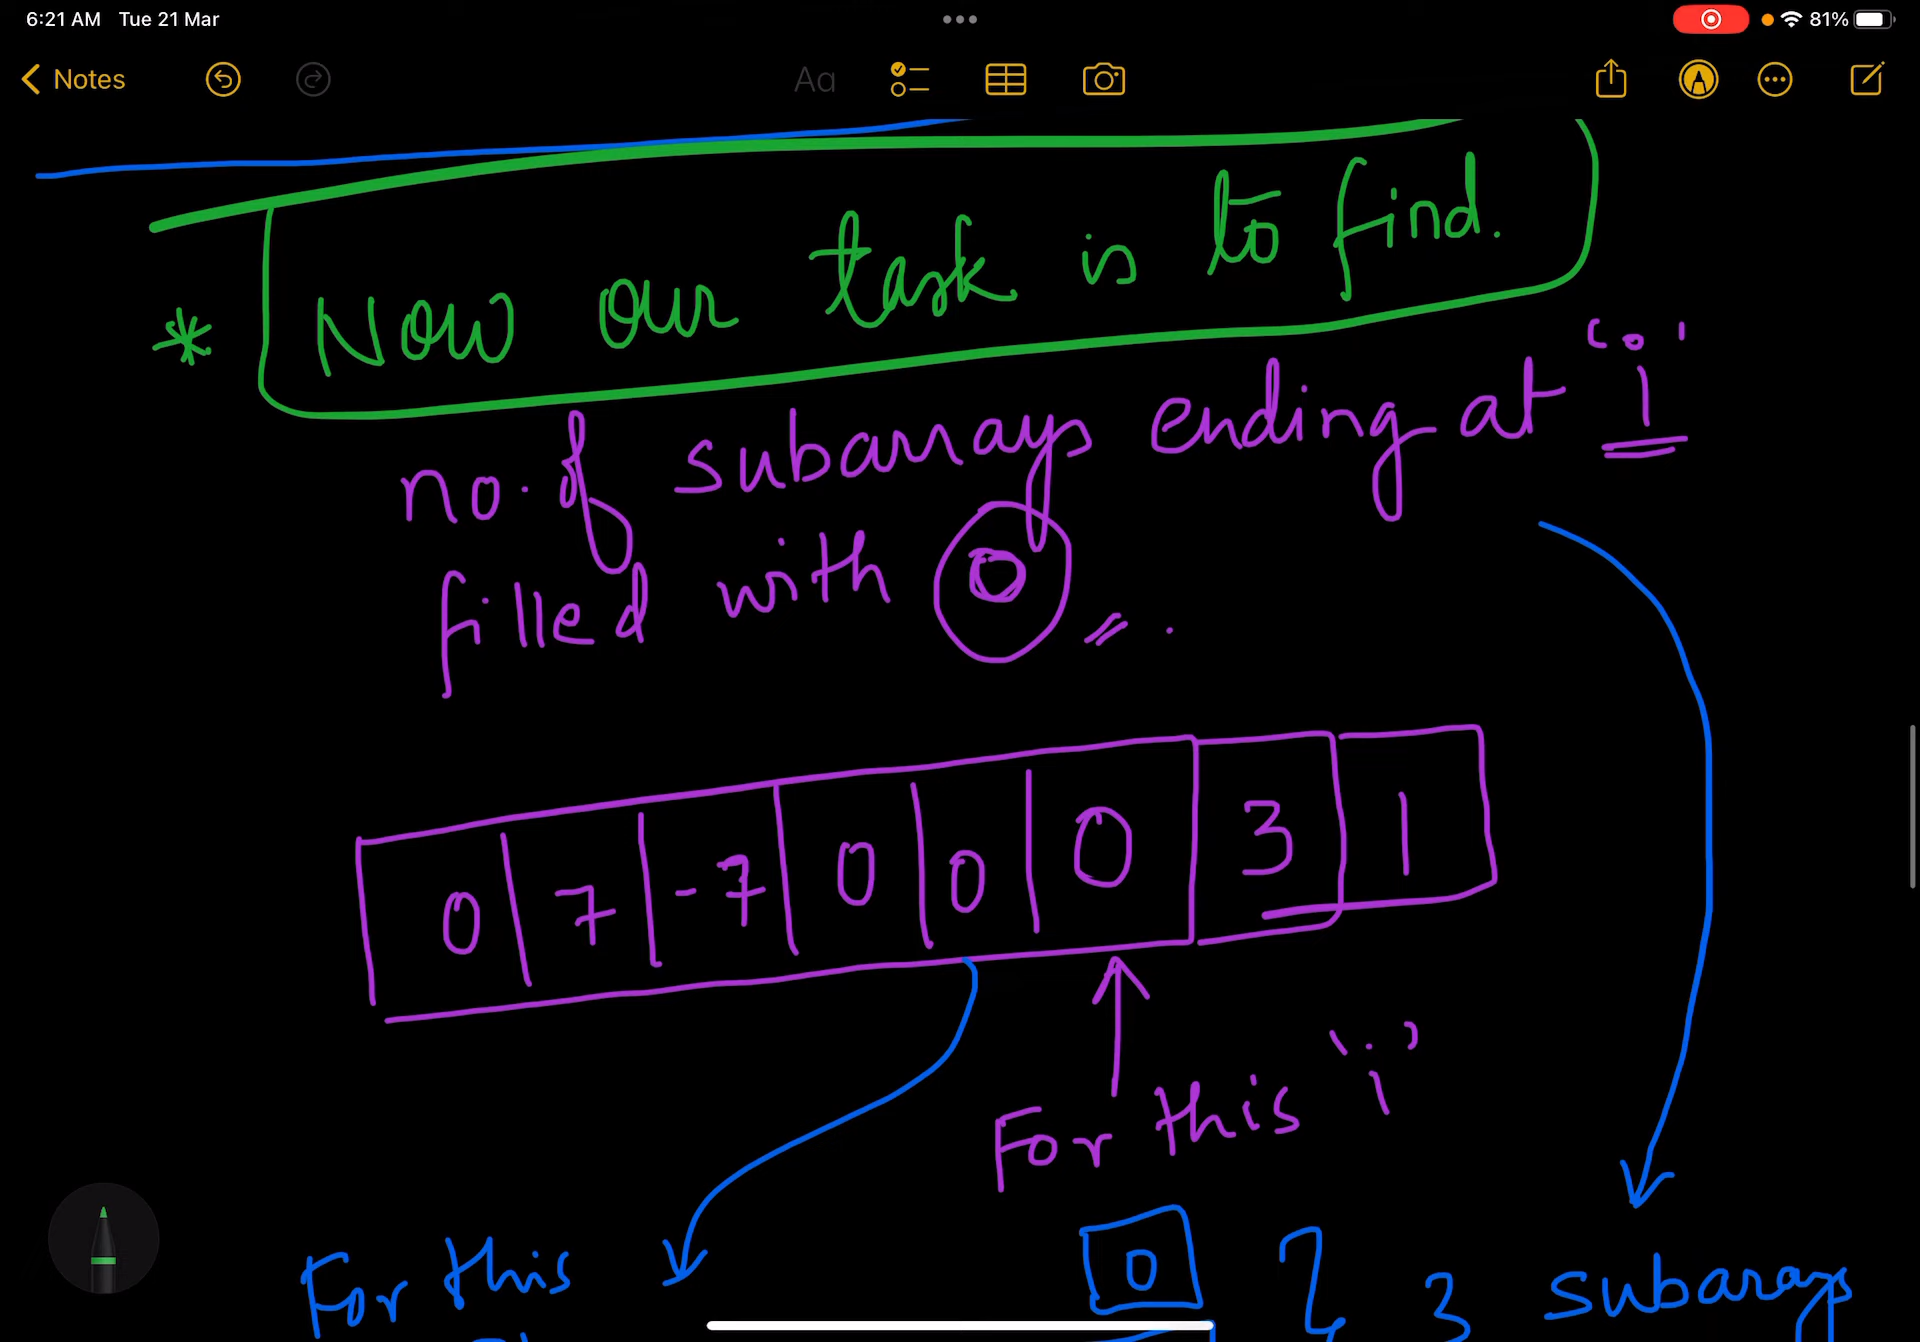 6:21 AM Tue 21 Mar
81%
Notes
Aa
* Now our task is to find.
no. of subarrays ending at 'i'
filled with 0
0 7 -7 0 0 0 3 1
For this 'i'
For this
0 3 subarays